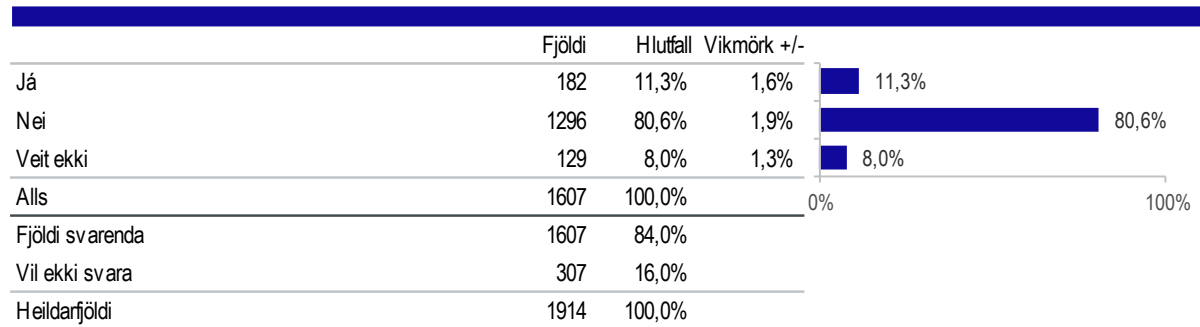 Fjöldi Hlutfall Vikmörk +/-
Já 182 11,3% 1,6% 11,3%
Nei 1296 80,6% 1,9% 80,6%
Veit ekki 129 8,0% 1,3% 8,0%
Alls 1607 100,0% 0% 100%
Fjöldi svarenda 1607 84,0%
Vil ekki svara 307 16,0%
Heildarfjöldi 1914 100,0%